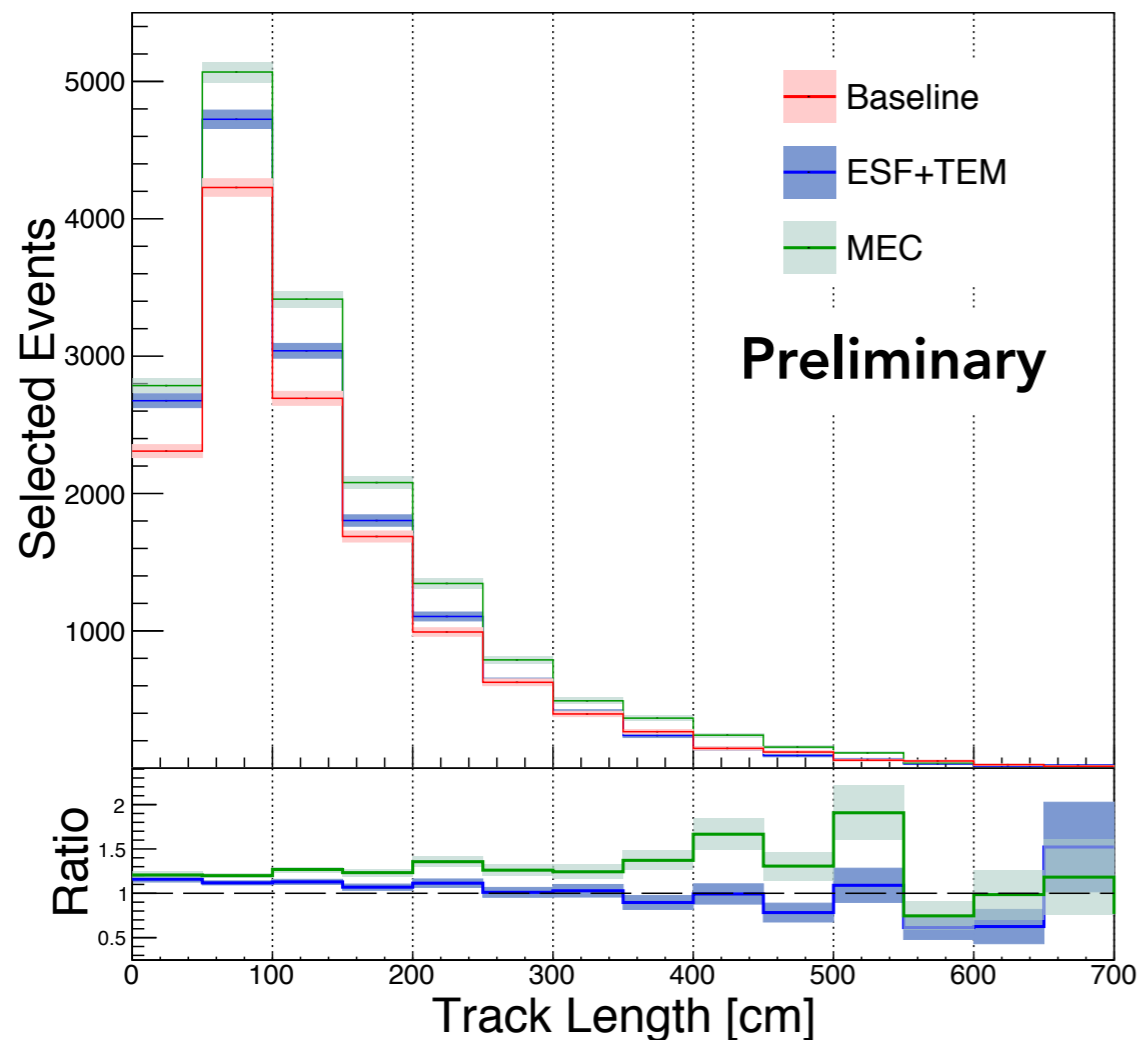 Selected Events
5000
4000
3000
2000
1000
Baseline
ESF+TEM
MEC
Preliminary
Ratio
2
1.5
1
0.5
0 100 200 300 400 500 600 700
Track Length [cm]